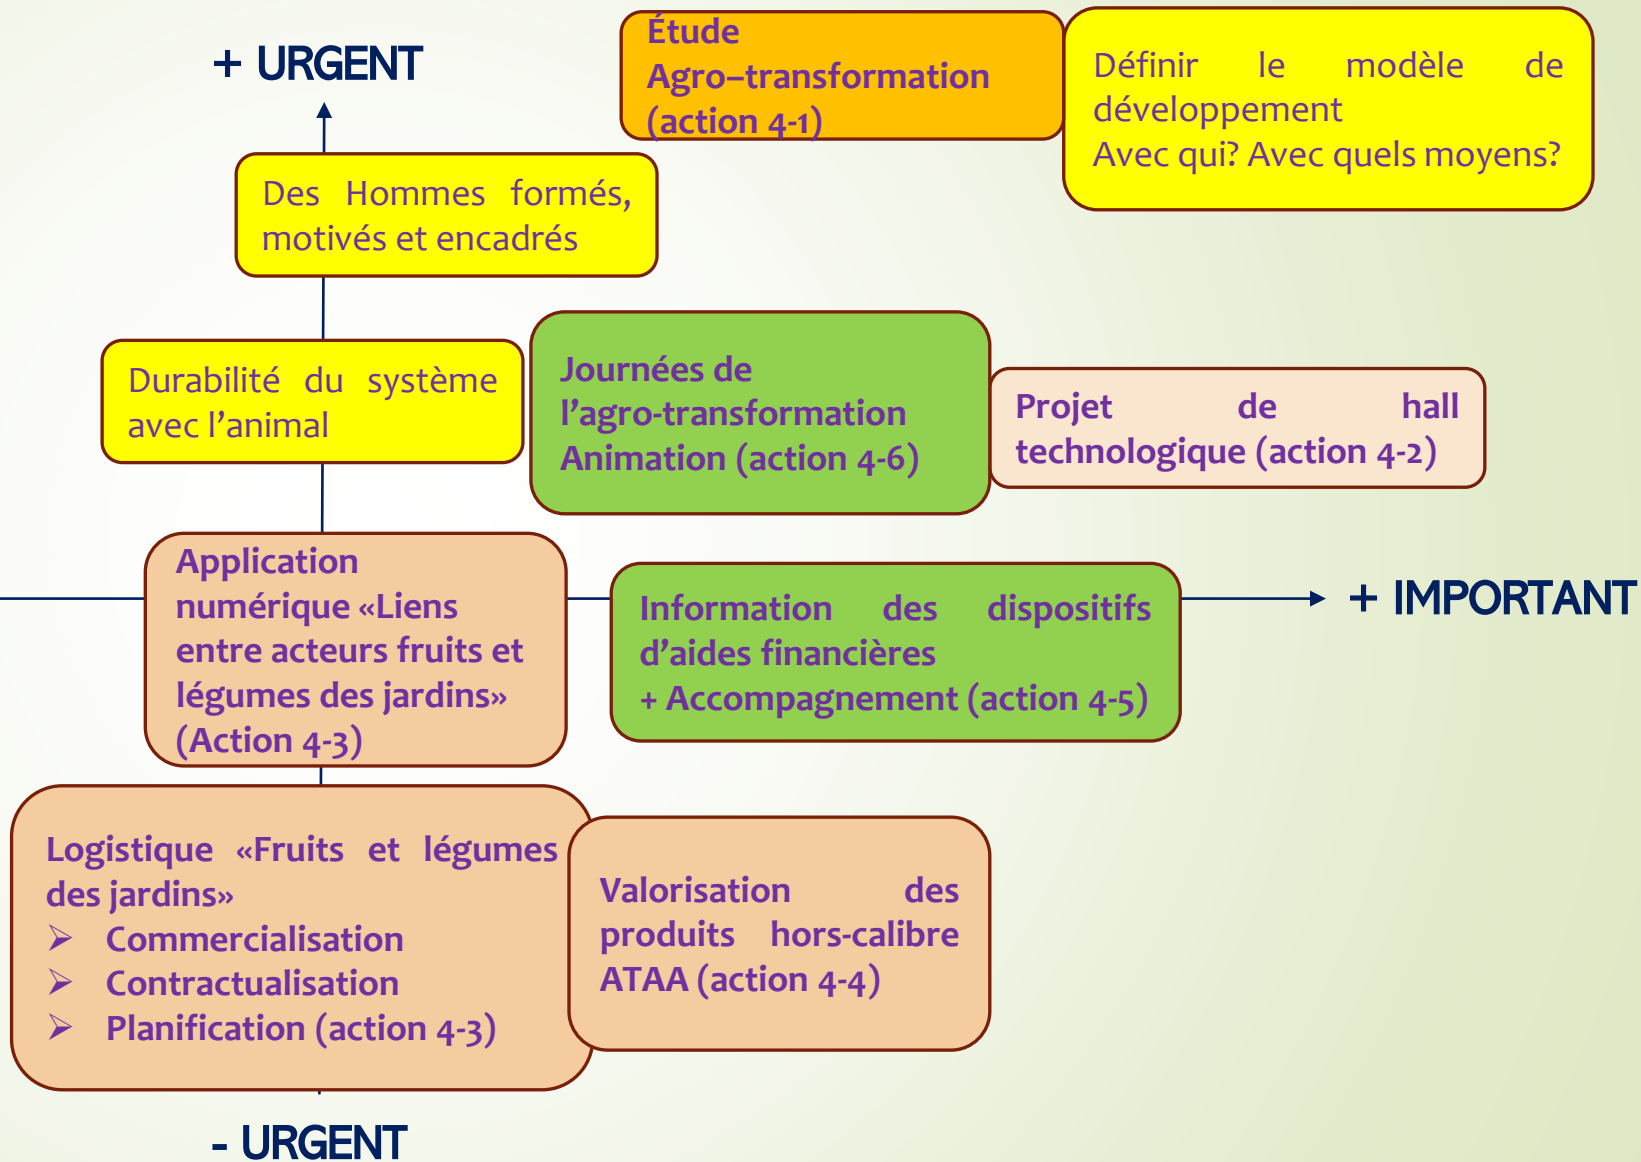 + URGENT
Étude
Agro–transformation
(action 4-1)
Définir le modèle de
développement
Avec qui? Avec quels moyens?
Des Hommes formés,
motivés et encadrés
Durabilité du système
avec l’animal
Journées de
l’agro-transformation
Animation (action 4-6)
Projet de hall
technologique (action 4-2)
Application
numérique «Liens
entre acteurs fruits et
légumes des jardins»
(Action 4-3)
Information des dispositifs
d’aides financières
+ Accompagnement (action 4-5)
+ IMPORTANT
Logistique «Fruits et légumes
des jardins»
➢ Commercialisation
➢ Contractualisation
➢ Planification (action 4-3)
Valorisation des
produits hors-calibre
ATAA (action 4-4)
- URGENT